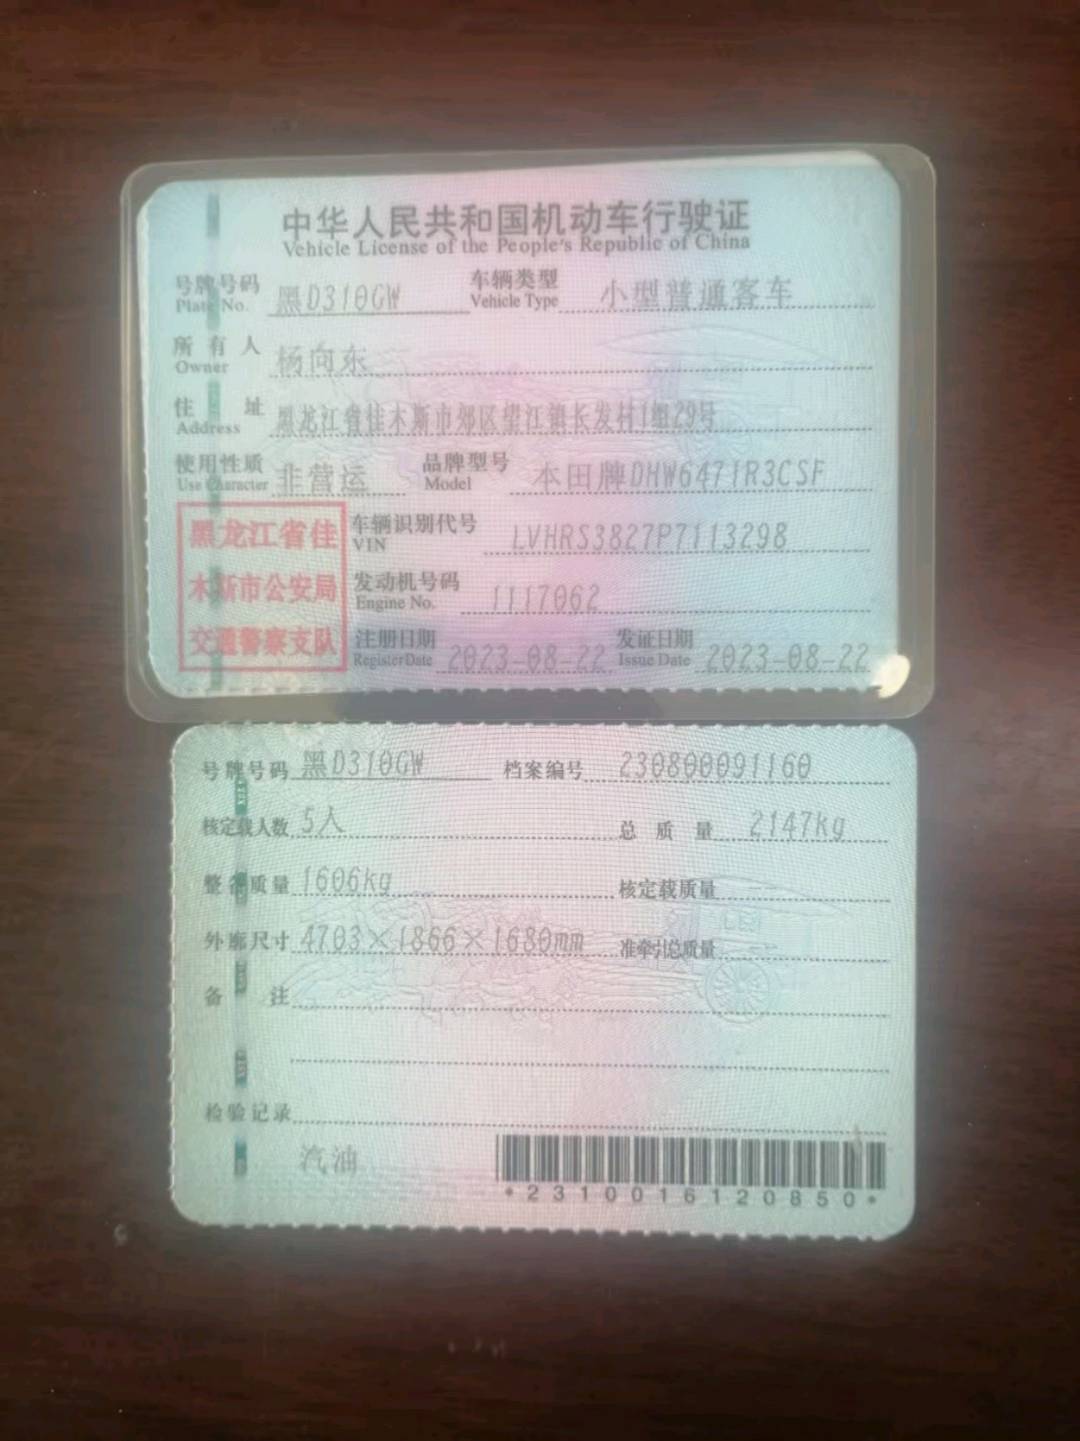 中华人民共和国机动车行驶证
Vehicle License of the People's Republic of China
号牌号码 黑D310GW 车辆类型 小型普通客车
Plate No. Vehicle Type
所有人 杨向东
Owner
住址 黑龙江省佳木斯市郊区望江镇长发村1组29号
Address
使用性质 非营运 品牌型号 本田牌DHW6471R3CSF
Use Character Model
黑龙江省佳
木斯市公安局
交通警察支队
车辆识别代号 LVHRS3827P7113298
VIN
发动机号码 1117062
Engine No.
注册日期 2023-08-22 发证日期 2023-08-22
Register Date Issue Date
号牌号码 黑D310GW 档案编号 230800091160
核定载人数 5人 总质量 2147kg
整备质量 1606kg 核定载质量 --
外廓尺寸 4703×1866×1680mm 准牵引总质量 --
备注
检验记录
汽油
*2310016120850*